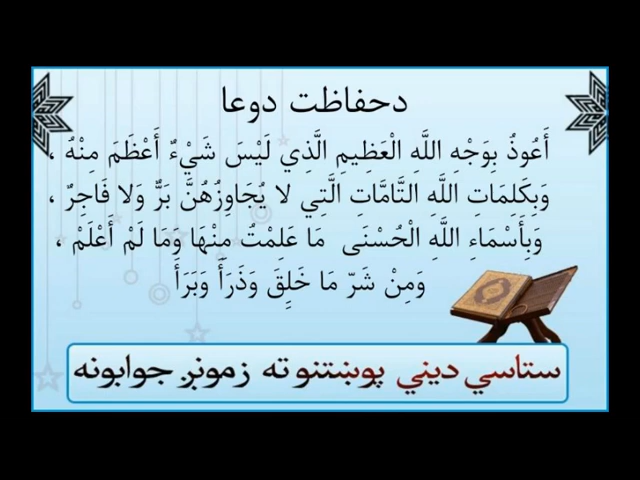 دحفاظت دوعا
أَعُوذُ بِوَجْهِ اللَّهِ الْعَظِيمِ الَّذِي لَيْسَ شَيْءٌ أَعْظَمَ مِنْهُ ،
وَبِكَلِمَاتِ اللَّهِ التَّامَّاتِ الَّتِي لا يُجَاوِزُهُنَّ بَرٌّ وَلا فَاجِرٌ ،
وَبِأَسْمَاءِ اللَّهِ الْحُسْنَى مَا عَلِمْتُ مِنْهَا وَمَا لَمْ أَعْلَمْ ،
وَمِنْ شَرّ مَا خَلِقَ وَذَرَأَ وَبَرَأَ
ستاسي ديني پوښتنو ته زمونږ جوابونه